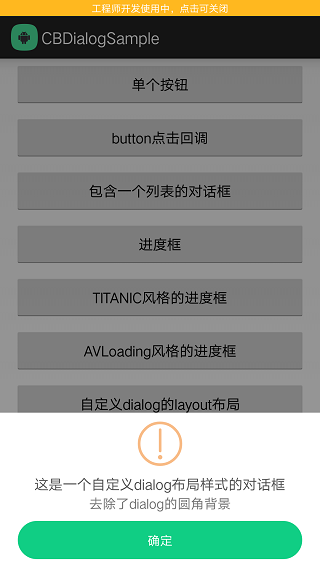 工程师开发使用中，点击可关闭
CBDialogSample
单个按钮
button点击回调
包含一个列表的对话框
进度框
TITANIC风格的进度框
AVLoading风格的进度框
自定义dialog的layout布局
这是一个自定义dialog布局样式的对话框
去除了dialog的圆角背景
确定